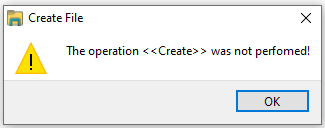 Create File
The operation <<Create>> was not perfomed!
OK